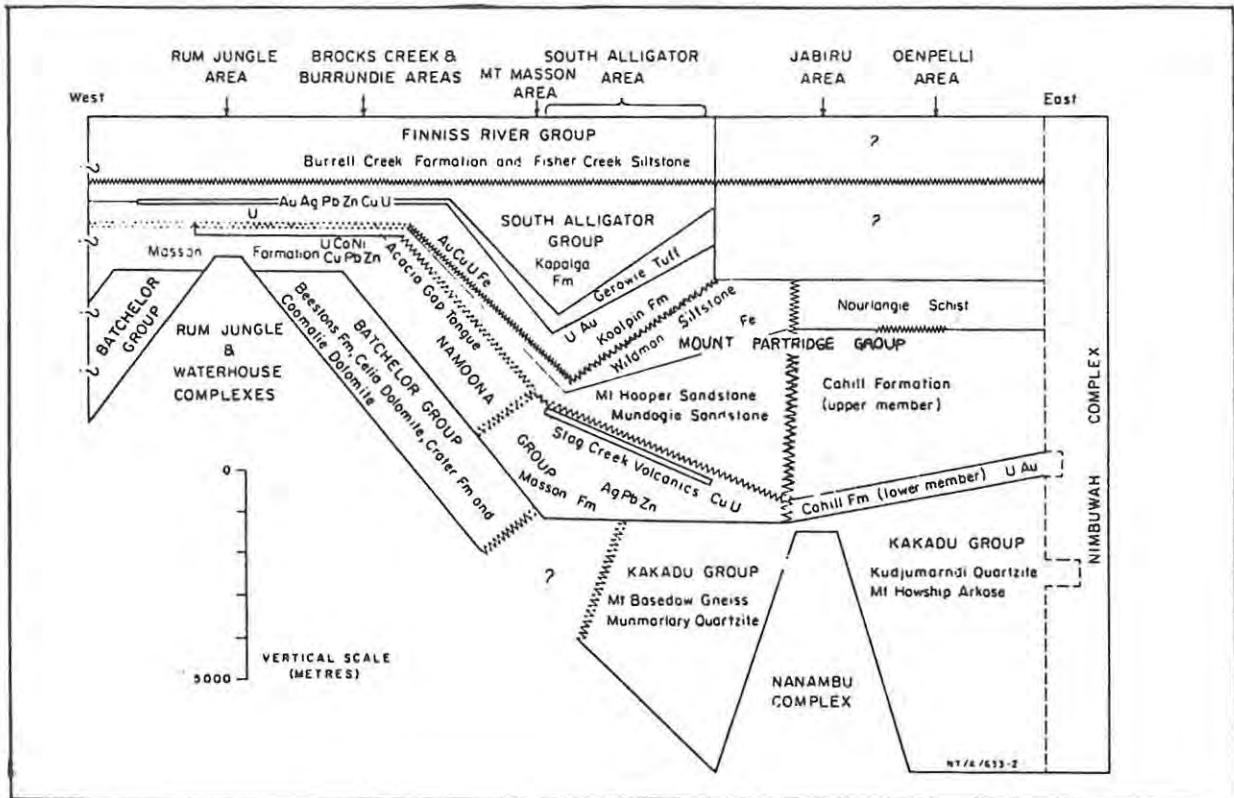 RUM JUNGLE
AREA
BROCKS CREEK &
BURRUNDIE AREAS
MT MASSON
AREA
SOUTH ALLIGATOR
AREA
JABIRU
AREA
OENPELLI
AREA
West
East
FINNISS RIVER GROUP
Burrell Creek Formation and Fisher Creek Siltstone
?
?
Au Ag Pb Zn Cu U
U
SOUTH ALLIGATOR
GROUP
Kapalga
Fm
?
?
Masson Formation
U Co Ni
Cu Pb Zn
Acacia Gap Tongue
Au Cu U Fe
Gerowie Tuff
U Au
Koolpin Fm
Wildman Siltstone
Fe
Nourlangie Schist
MOUNT PARTRIDGE GROUP
BATCHELOR
GROUP
?
?
RUM JUNGLE
&
WATERHOUSE
COMPLEXES
Beestons Fm, Celia Dolomite, Crater Fm and
Coomalie Dolomite
BATCHELOR GROUP
NAMOONA
GROUP
Masson Fm
Mt Hooper Sandstone
Mundogie Sandstone
Cahill Formation
(upper member)
Stag Creek Volcanics
Cu U
Ag Pb Zn
Cahill Fm (lower member)
U Au
NIMBUWAH COMPLEX
0
5000
VERTICAL SCALE
(METRES)
?
KAKADU GROUP
Mt Basedow Gneiss
Munmarlary Quartzite
KAKADU GROUP
Kudjumarndi Quartzite
Mt Howship Arkose
NANAMBU
COMPLEX
NT/A/653-2